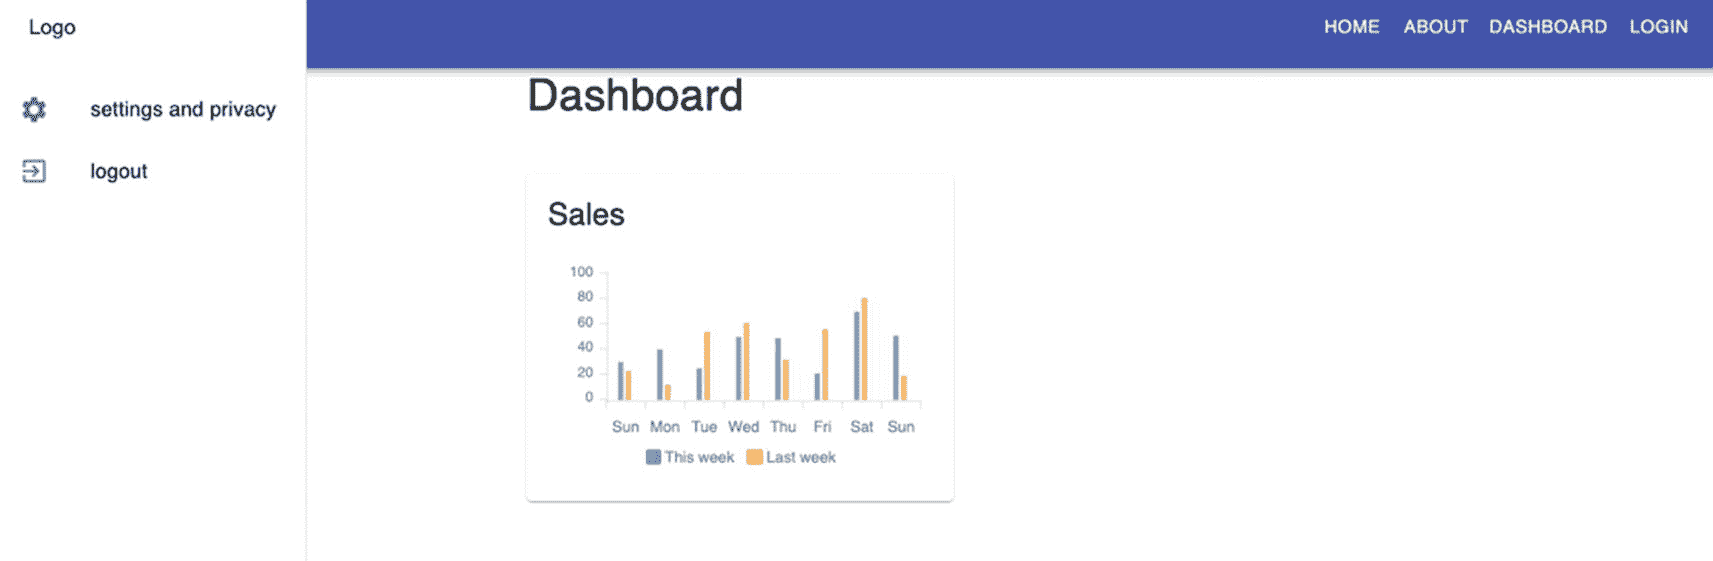 Logo
HOME ABOUT DASHBOARD LOGIN
settings and privacy
logout
Dashboard
Sales
100
80
60
40
20
0
Sun Mon Tue Wed Thu Fri Sat Sun
This week Last week